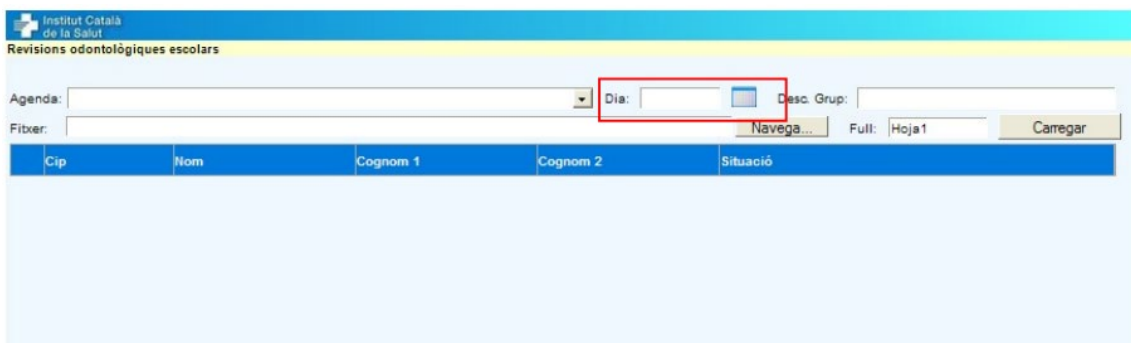 Institut Català
de la Salut
Revisions odontològiques escolars
Agenda: Dia: Desc. Grup:
Fitxer: Navega... Full: Hoja1 Carregar
Cip Nom Cognom 1 Cognom 2 Situació